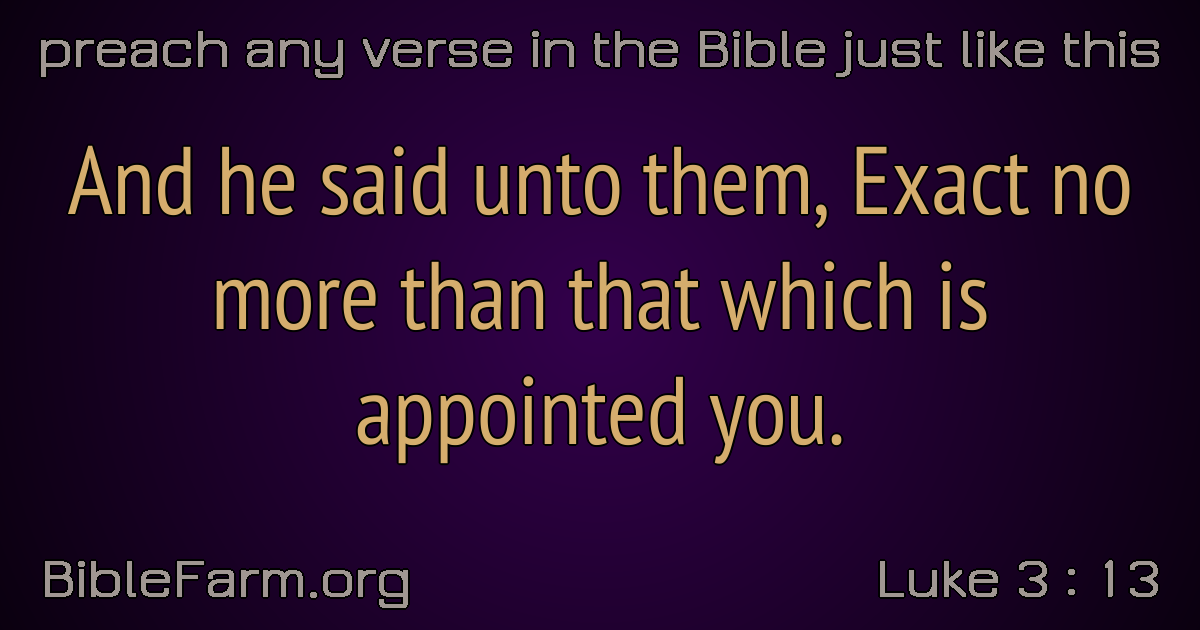 preach any verse in the Bible just like this
And he said unto them, Exact no
more than that which is
appointed you.
BibleFarm.org
Luke 3 : 13